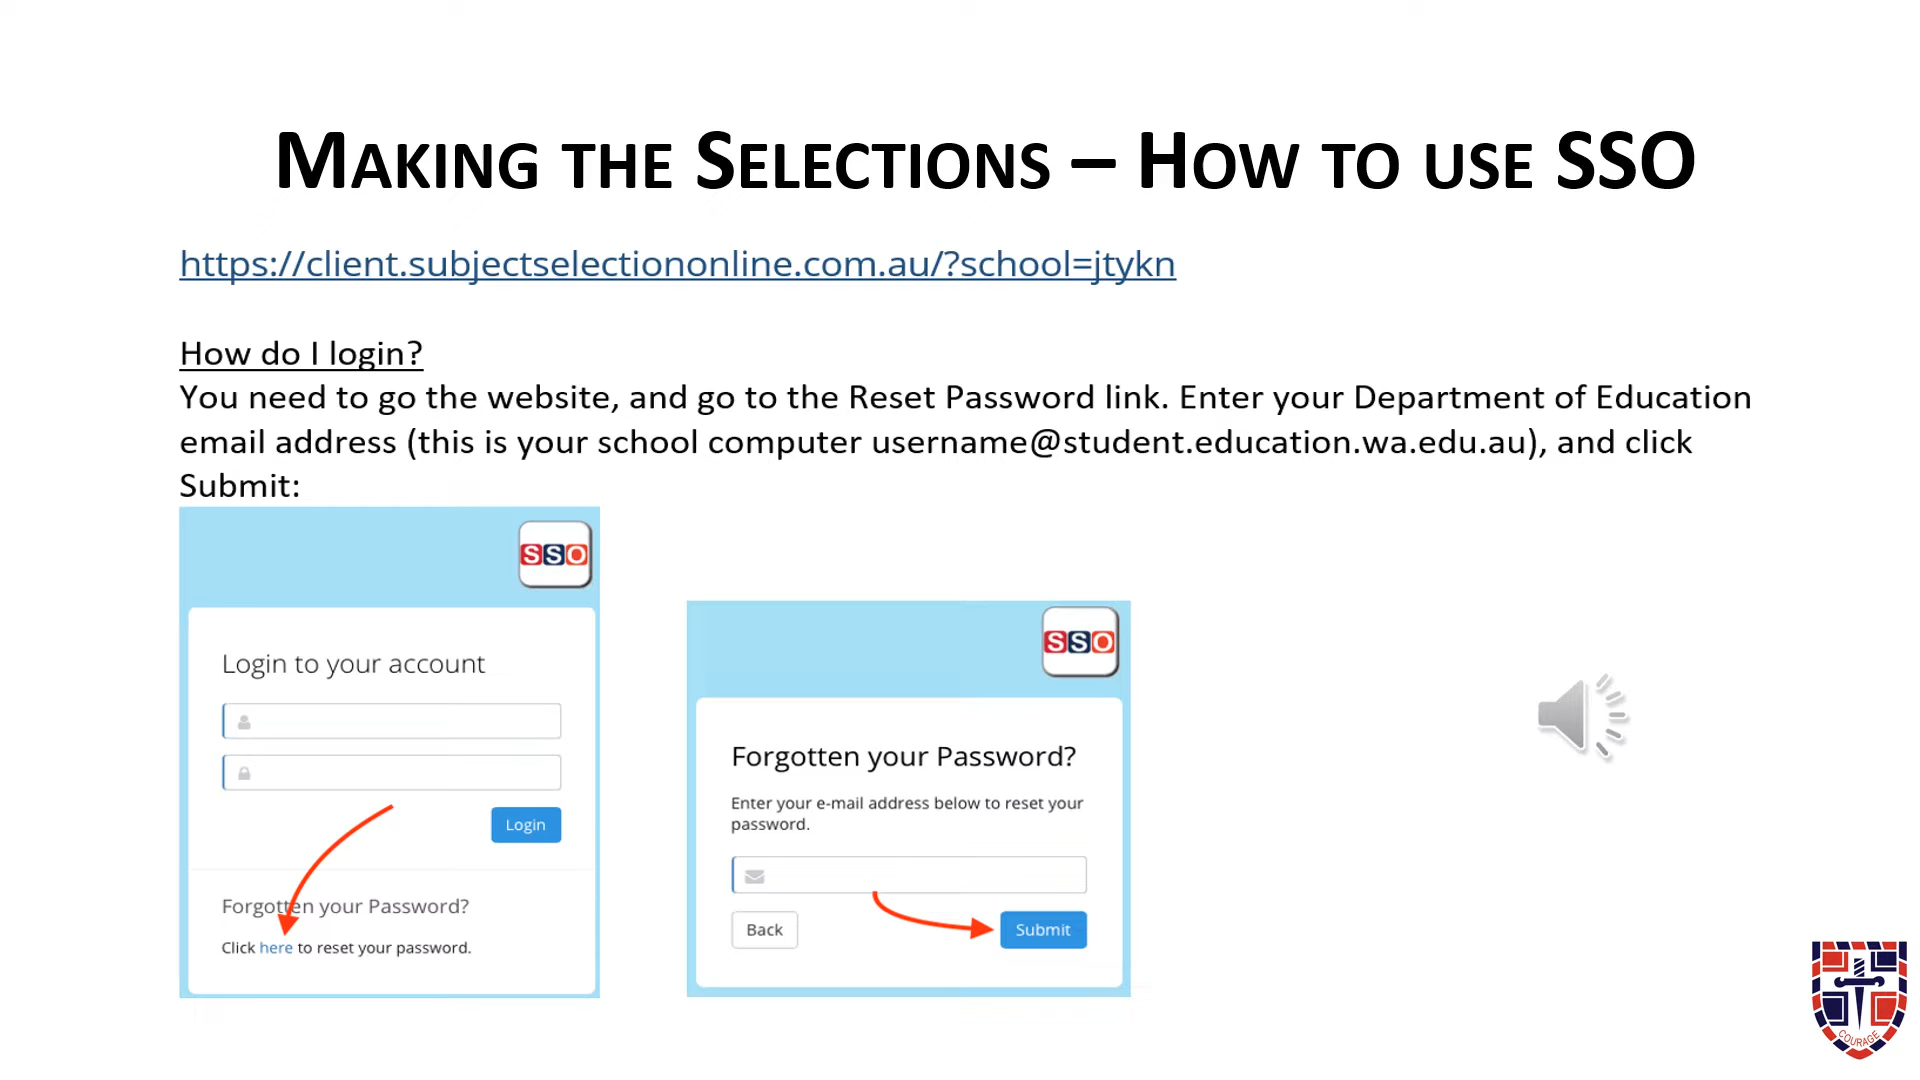 MAKING THE SELECTIONS – HOW TO USE SSO
https://client.subjectselectiononline.com.au/?school=jtykn
How do I login?
You need to go the website, and go to the Reset Password link. Enter your Department of Education
email address (this is your school computer username@student.education.wa.edu.au), and click
Submit:
SSO
Login to your account
Login
Forgotten your Password?
Click here to reset your password.
SSO
Forgotten your Password?
Enter your e-mail address below to reset your
password.
Back
Submit
COURAGE